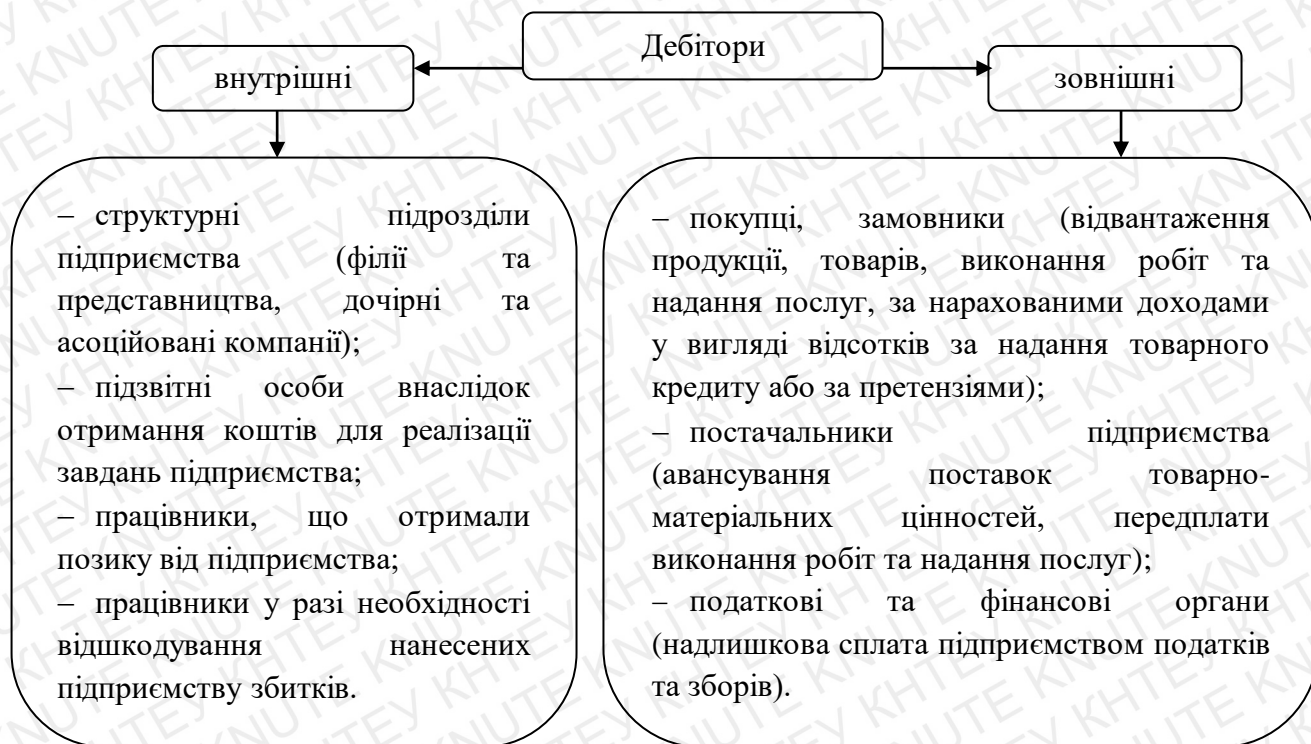 Дебітори
внутрішні
зовнішні
− структурні підрозділи
підприємства (філії та
представництва, дочірні та
асоційовані компанії);
− підзвітні особи внаслідок
отримання коштів для реалізації
завдань підприємства;
− працівники, що отримали
позику від підприємства;
− працівники у разі необхідності
відшкодування нанесених
підприємству збитків.
− покупці, замовники (відвантаження
продукції, товарів, виконання робіт та
надання послуг, за нарахованими доходами
у вигляді відсотків за надання товарного
кредиту або за претензіями);
− постачальники підприємства
(авансування поставок товарно-
матеріальних цінностей, передплати
виконання робіт та надання послуг);
− податкові та фінансові органи
(надлишкова сплата підприємством податків
та зборів).